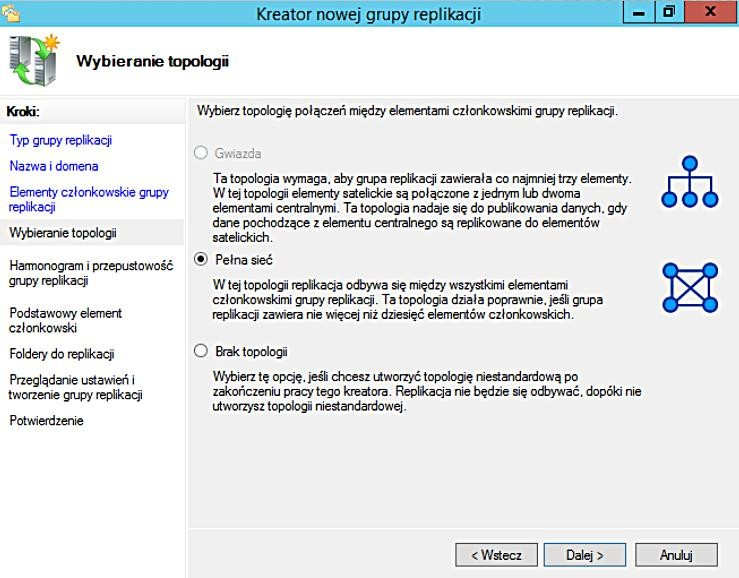 Kreator nowej grupy replikacji
Wybieranie topologii
Kroki:
Typ grupy replikacji
Nazwa i domena
Elementy członkowskie grupy
replikacji
Wybieranie topologii
Harmonogram i przepustowość
grupy replikacji
Podstawowy element
członkowski
Foldery do replikacji
Przeglądanie ustawień i
tworzenie grupy replikacji
Potwierdzenie
Wybierz topologię połączeń między elementami członkowskimi grupy replikacji.
Gwiazda
Ta topologia wymaga, aby grupa replikacji zawierała co najmniej trzy elementy.
W tej topologii elementy satelickie są połączone z jednym lub dwoma
elementami centralnymi. Ta topologia nadaje się do publikowania danych, gdy
dane pochodzące z elementu centralnego są replikowane do elementów
satelickich.
Pełna sieć
W tej topologii replikacja odbywa się między wszystkimi elementami
członkowskimi grupy replikacji. Ta topologia działa poprawnie, jeśli grupa
replikacji zawiera nie więcej niż dziesięć elementów członkowskich.
Brak topologii
Wybierz tę opcję, jeśli chcesz utworzyć topologię niestandardową po
zakończeniu pracy tego kreatora. Replikacja nie będzie się odbywać, dopóki nie
utworzysz topologii niestandardowej.
< Wstecz
Dalej >
Anuluj